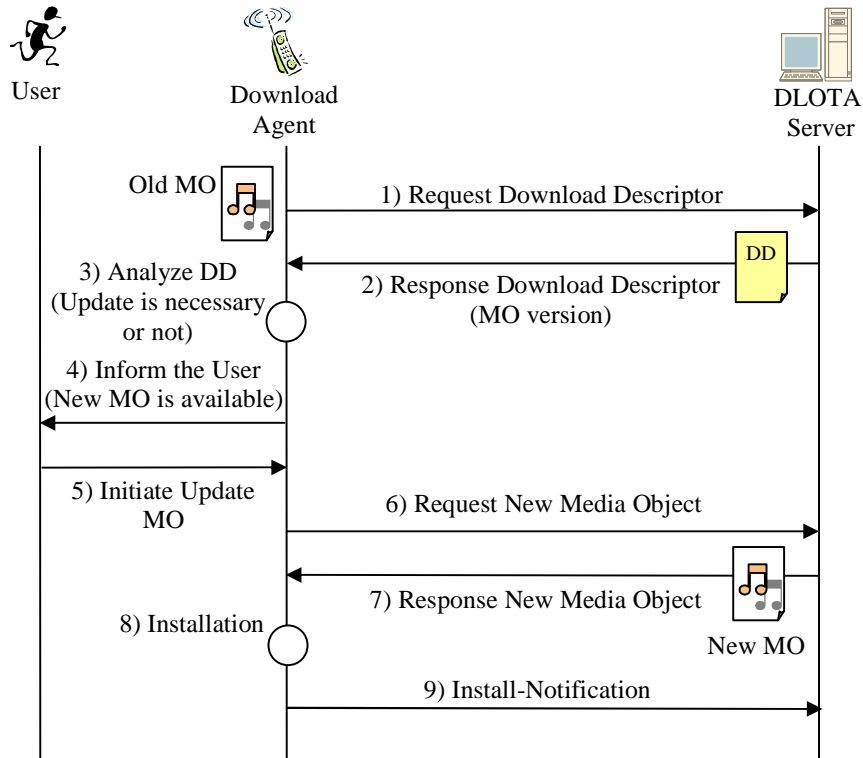 User
Download
Agent
DLOTA
Server
Old MO
1) Request Download Descriptor
DD
2) Response Download Descriptor
(MO version)
3) Analyze DD
(Update is necessary
or not)
4) Inform the User
(New MO is available)
5) Initiate Update
MO
6) Request New Media Object
7) Response New Media Object
New MO
8) Installation
9) Install-Notification